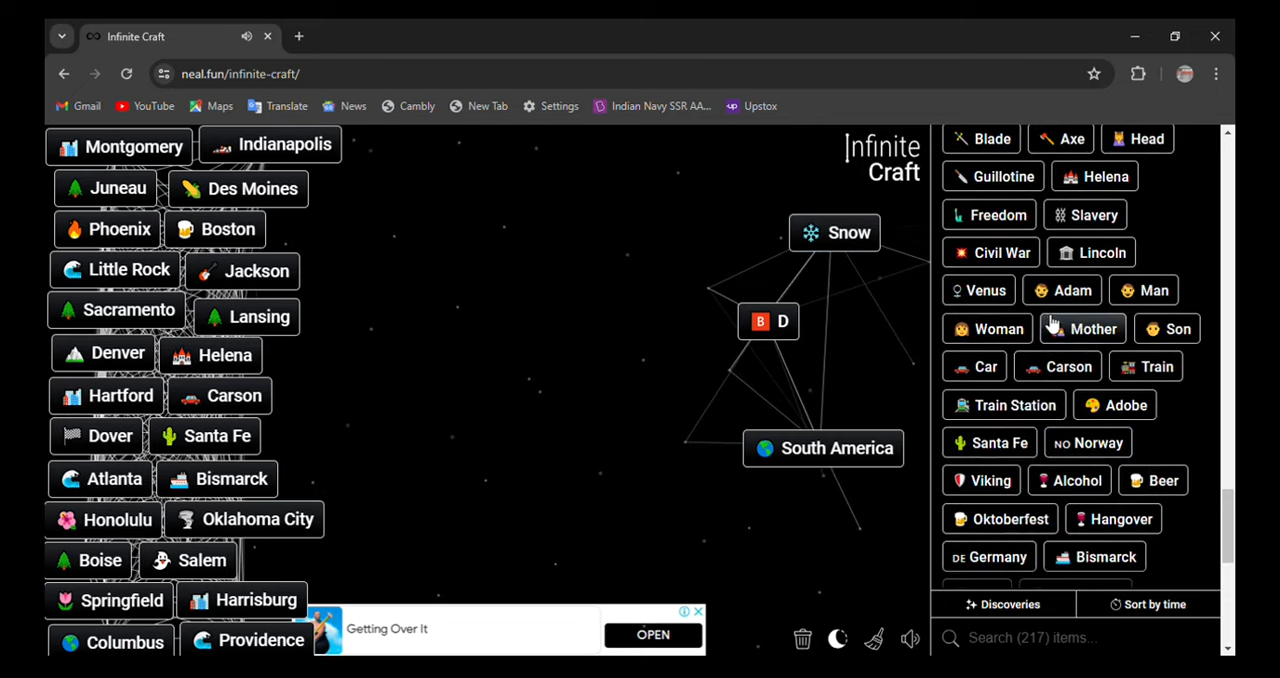 Infinite Craft
neal.fun/infinite-craft/
Gmail YouTube Maps Translate News Cambly New Tab Settings Indian Navy SSR AA... up Upstox
Montgomery Indianapolis
Juneau Des Moines
Phoenix Boston
Little Rock Jackson
Sacramento Lansing
Denver Helena
Hartford Carson
Dover Santa Fe
Atlanta Bismarck
Honolulu Oklahoma City
Boise Salem
Springfield Harrisburg
Columbus Providence
Infinite
Craft
Snow
B D
South America
Getting Over It
OPEN
Blade Axe Head
Guillotine Helena
Freedom Slavery
Civil War Lincoln
Venus Adam Man
Woman Mother Son
Car Carson Train
Train Station Adobe
Santa Fe NO Norway
Viking Alcohol Beer
Oktoberfest Hangover
DE Germany Bismarck
Discoveries Sort by time
Search (217) items...